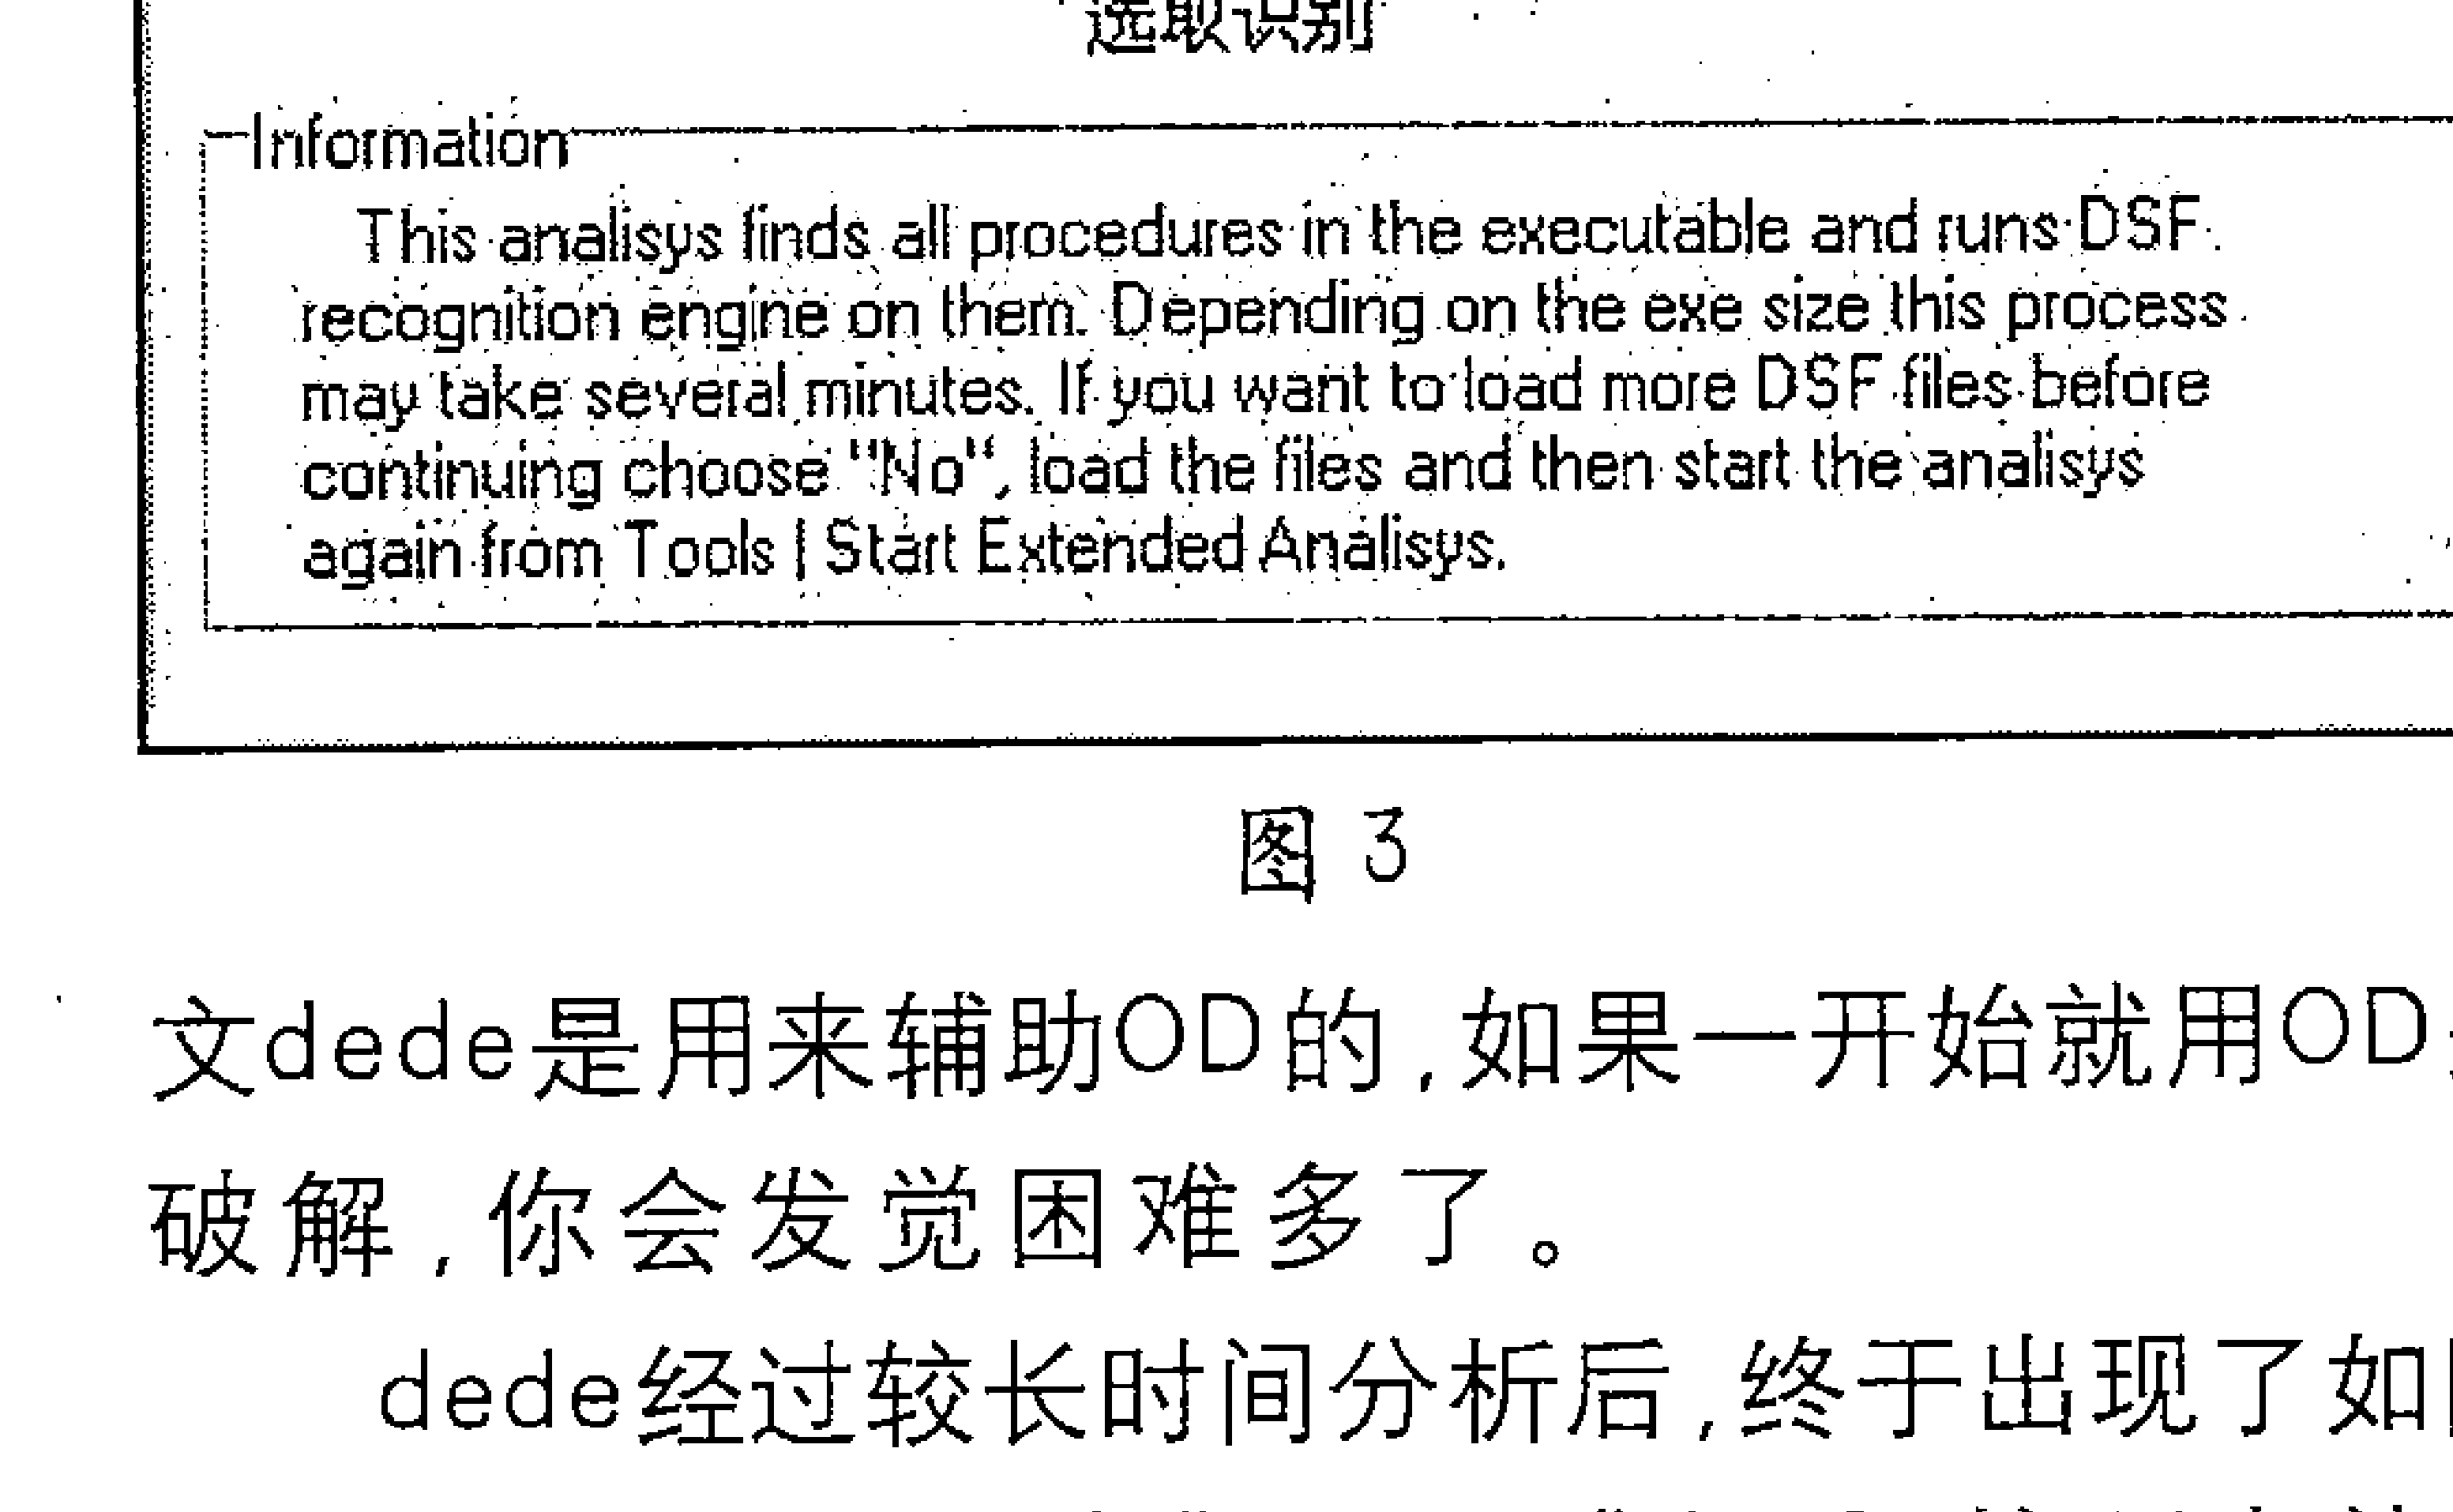 选取识别
Information
This analisys finds all procedures in the executable and runs DSF
recognition engine on them. Depending on the exe size this process
may take several minutes. If you want to load more DSF files before
continuing choose "No", load the files and then start the analisys
again from Tools | Start Extended Analisys.
图 3
文dede是用来辅助OD的,如果一开始就用OD
破解,你会发觉困难多了。
dede经过较长时间分析后,终于出现了如